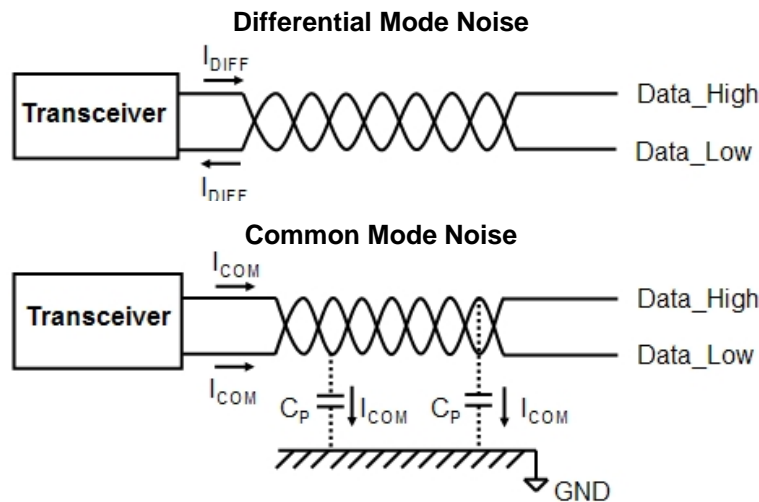 Differential Mode Noise
I_DIFF
Transceiver
Data_High
Data_Low
I_DIFF
Common Mode Noise
I_COM
Transceiver
Data_High
Data_Low
I_COM
C_P
I_COM
C_P
I_COM
GND